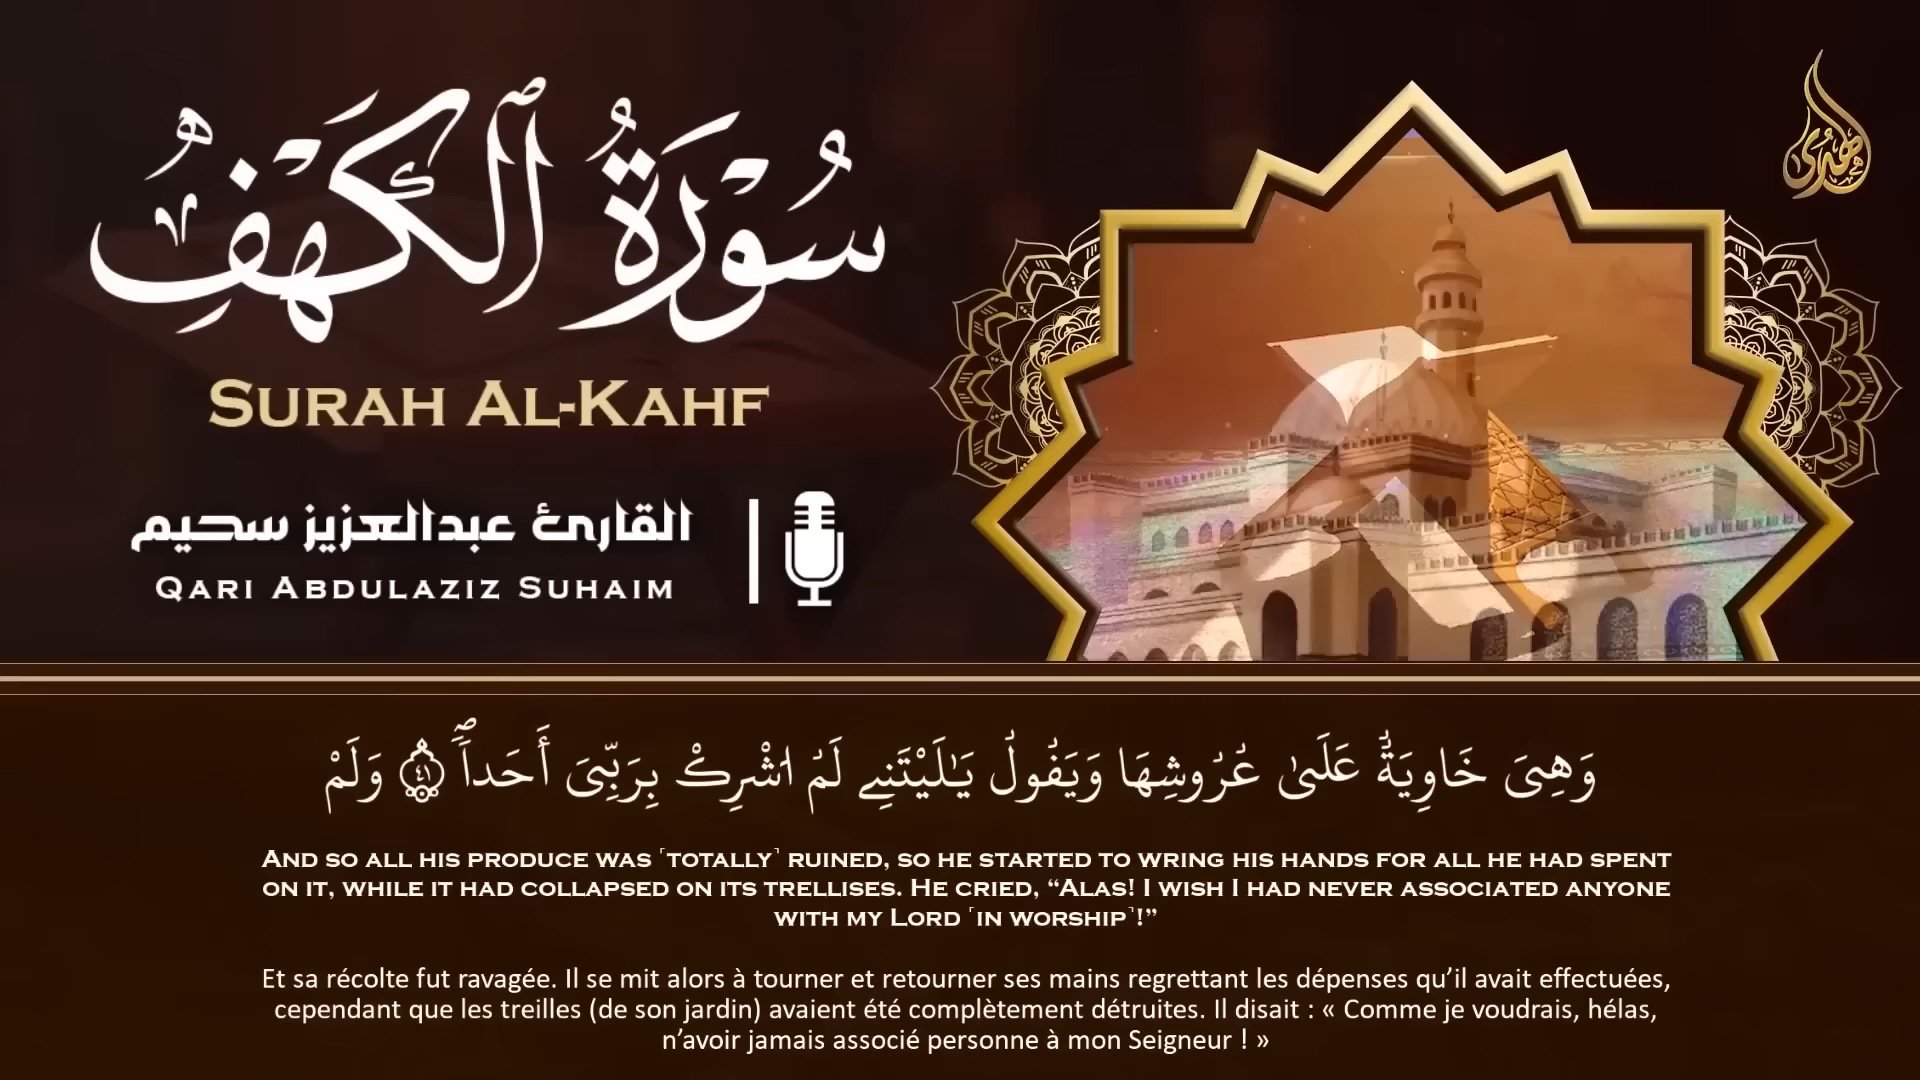 سُورَةُ ٱلْكَهْفِ
SURAH AL-KAHF
القارئ عبدالعزيز سحيم
QARI ABDULAZIZ SUHAIM
الهدى
وَهِىَ خَاوِيَةٌ عَلَىٰ عُرُوشِهَا وَيَقُولُ يَٰلَيْتَنِے لَمُ ا۟شْرِكْ بِرَبِّىَ أَحَداًۖ ٤١ وَلَمْ
AND SO ALL HIS PRODUCE WAS ˹TOTALLY˺ RUINED, SO HE STARTED TO WRING HIS HANDS FOR ALL HE HAD SPENT
ON IT, WHILE IT HAD COLLAPSED ON ITS TRELLISES. HE CRIED, “ALAS! I WISH I HAD NEVER ASSOCIATED ANYONE
WITH MY LORD ˹IN WORSHIP˺!”
Et sa récolte fut ravagée. Il se mit alors à tourner et retourner ses mains regrettant les dépenses qu’il avait effectuées,
cependant que les treilles (de son jardin) avaient été complètement détruites. Il disait : « Comme je voudrais, hélas,
n’avoir jamais associé personne à mon Seigneur ! »